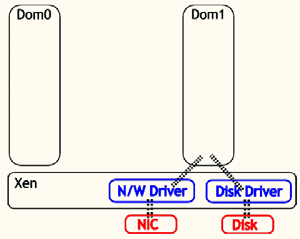 Dom0
Dom1
Xen
N/W Driver
Disk Driver
NIC
Disk